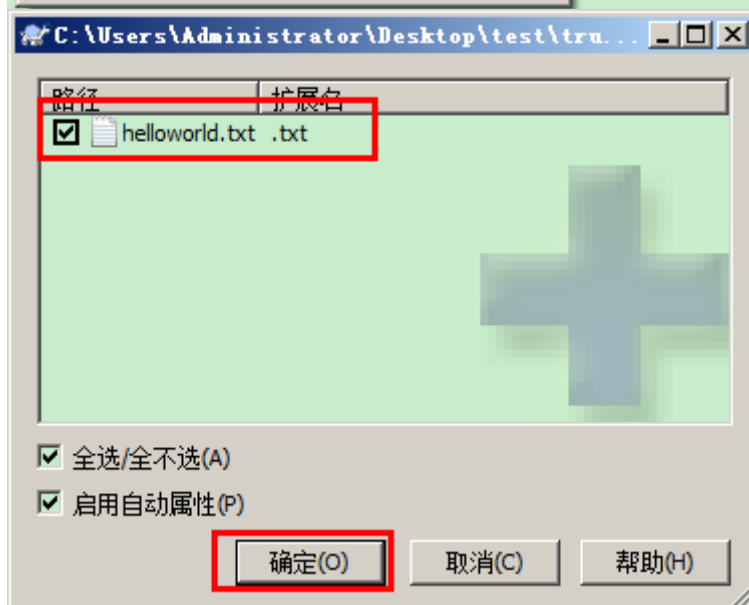 C:\Users\Administrator\Desktop\test\tru...
路径 扩展名
helloworld.txt .txt
全选/全不选(A)
启用自动属性(P)
确定(O) 取消(C) 帮助(H)